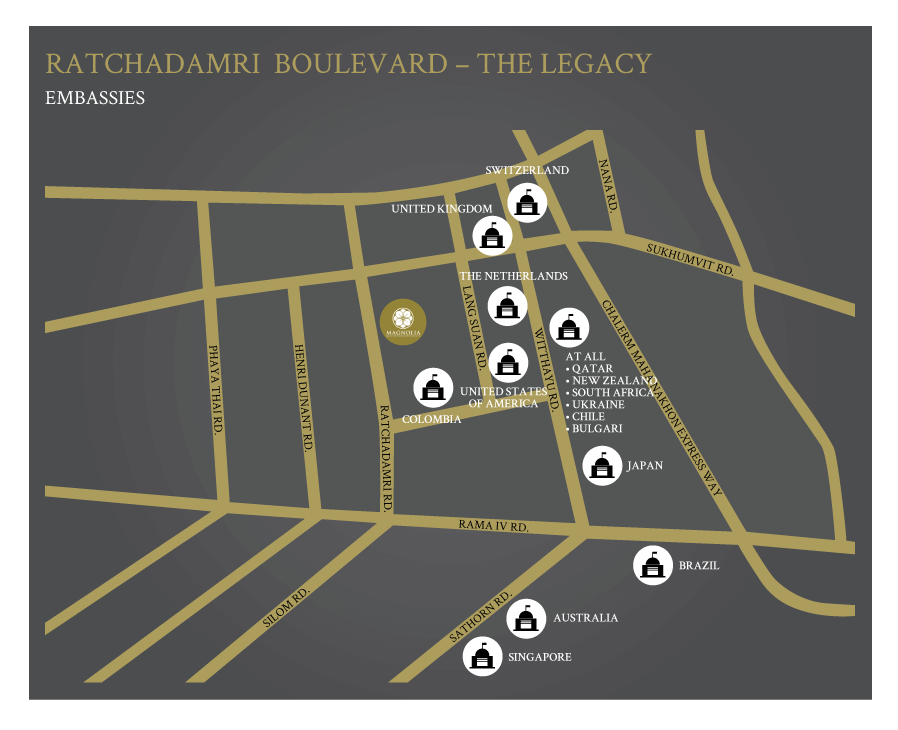 RATCHADAMRI BOULEVARD – THE LEGACY
EMBASSIES
SWITZERLAND
NANA RD.
UNITED KINGDOM
SUKHUMVIT RD.
THE NETHERLANDS
LANG SUAN RD.
MAGNOLIA
WITTHAYU RD.
CHALERM MAHANAKHON EXPRESS WAY
PHAYA THAI RD.
HENRI DUNANT RD.
AT ALL
• QATAR
• NEW ZEALAND
• SOUTH AFRICA
• UKRAINE
• CHILE
• BULGARI
UNITED STATES
OF AMERICA
COLOMBIA
RATCHADAMRI RD.
JAPAN
RAMA IV RD.
BRAZIL
SILOM RD.
SATHORN RD.
AUSTRALIA
SINGAPORE